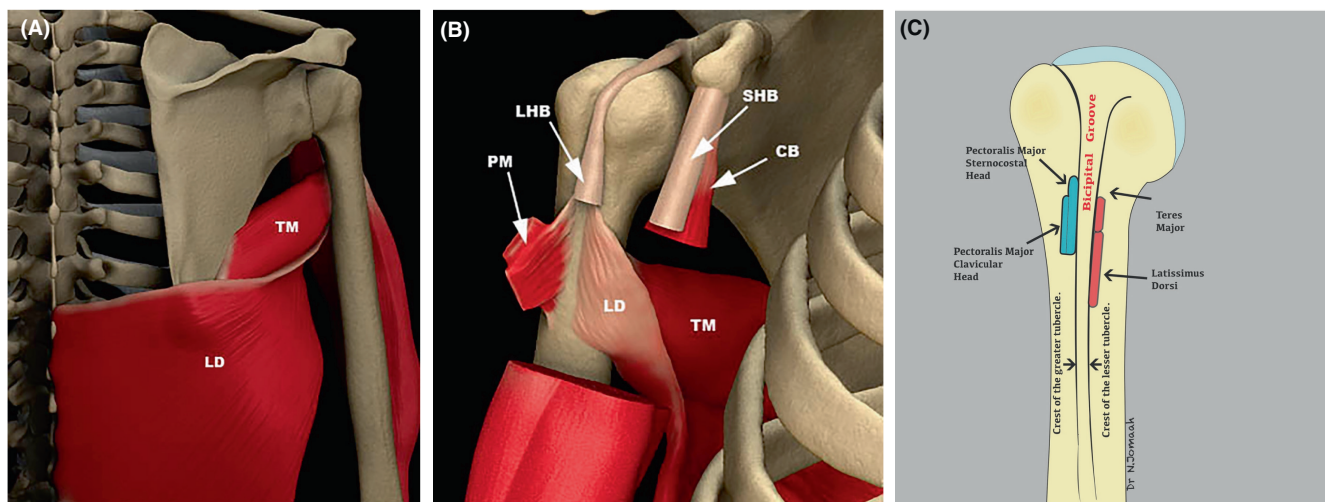 (A)
TM
LD
(B)
LHB
SHB
PM
CB
LD
TM
(C)
Bicipital Groove
Pectoralis Major
Sternocostal
Head
Pectoralis Major
Clavicular
Head
Teres
Major
Latissimus
Dorsi
Crest of the greater tubercle.
Crest of the lesser tubercle.
Dr N.Jomaah